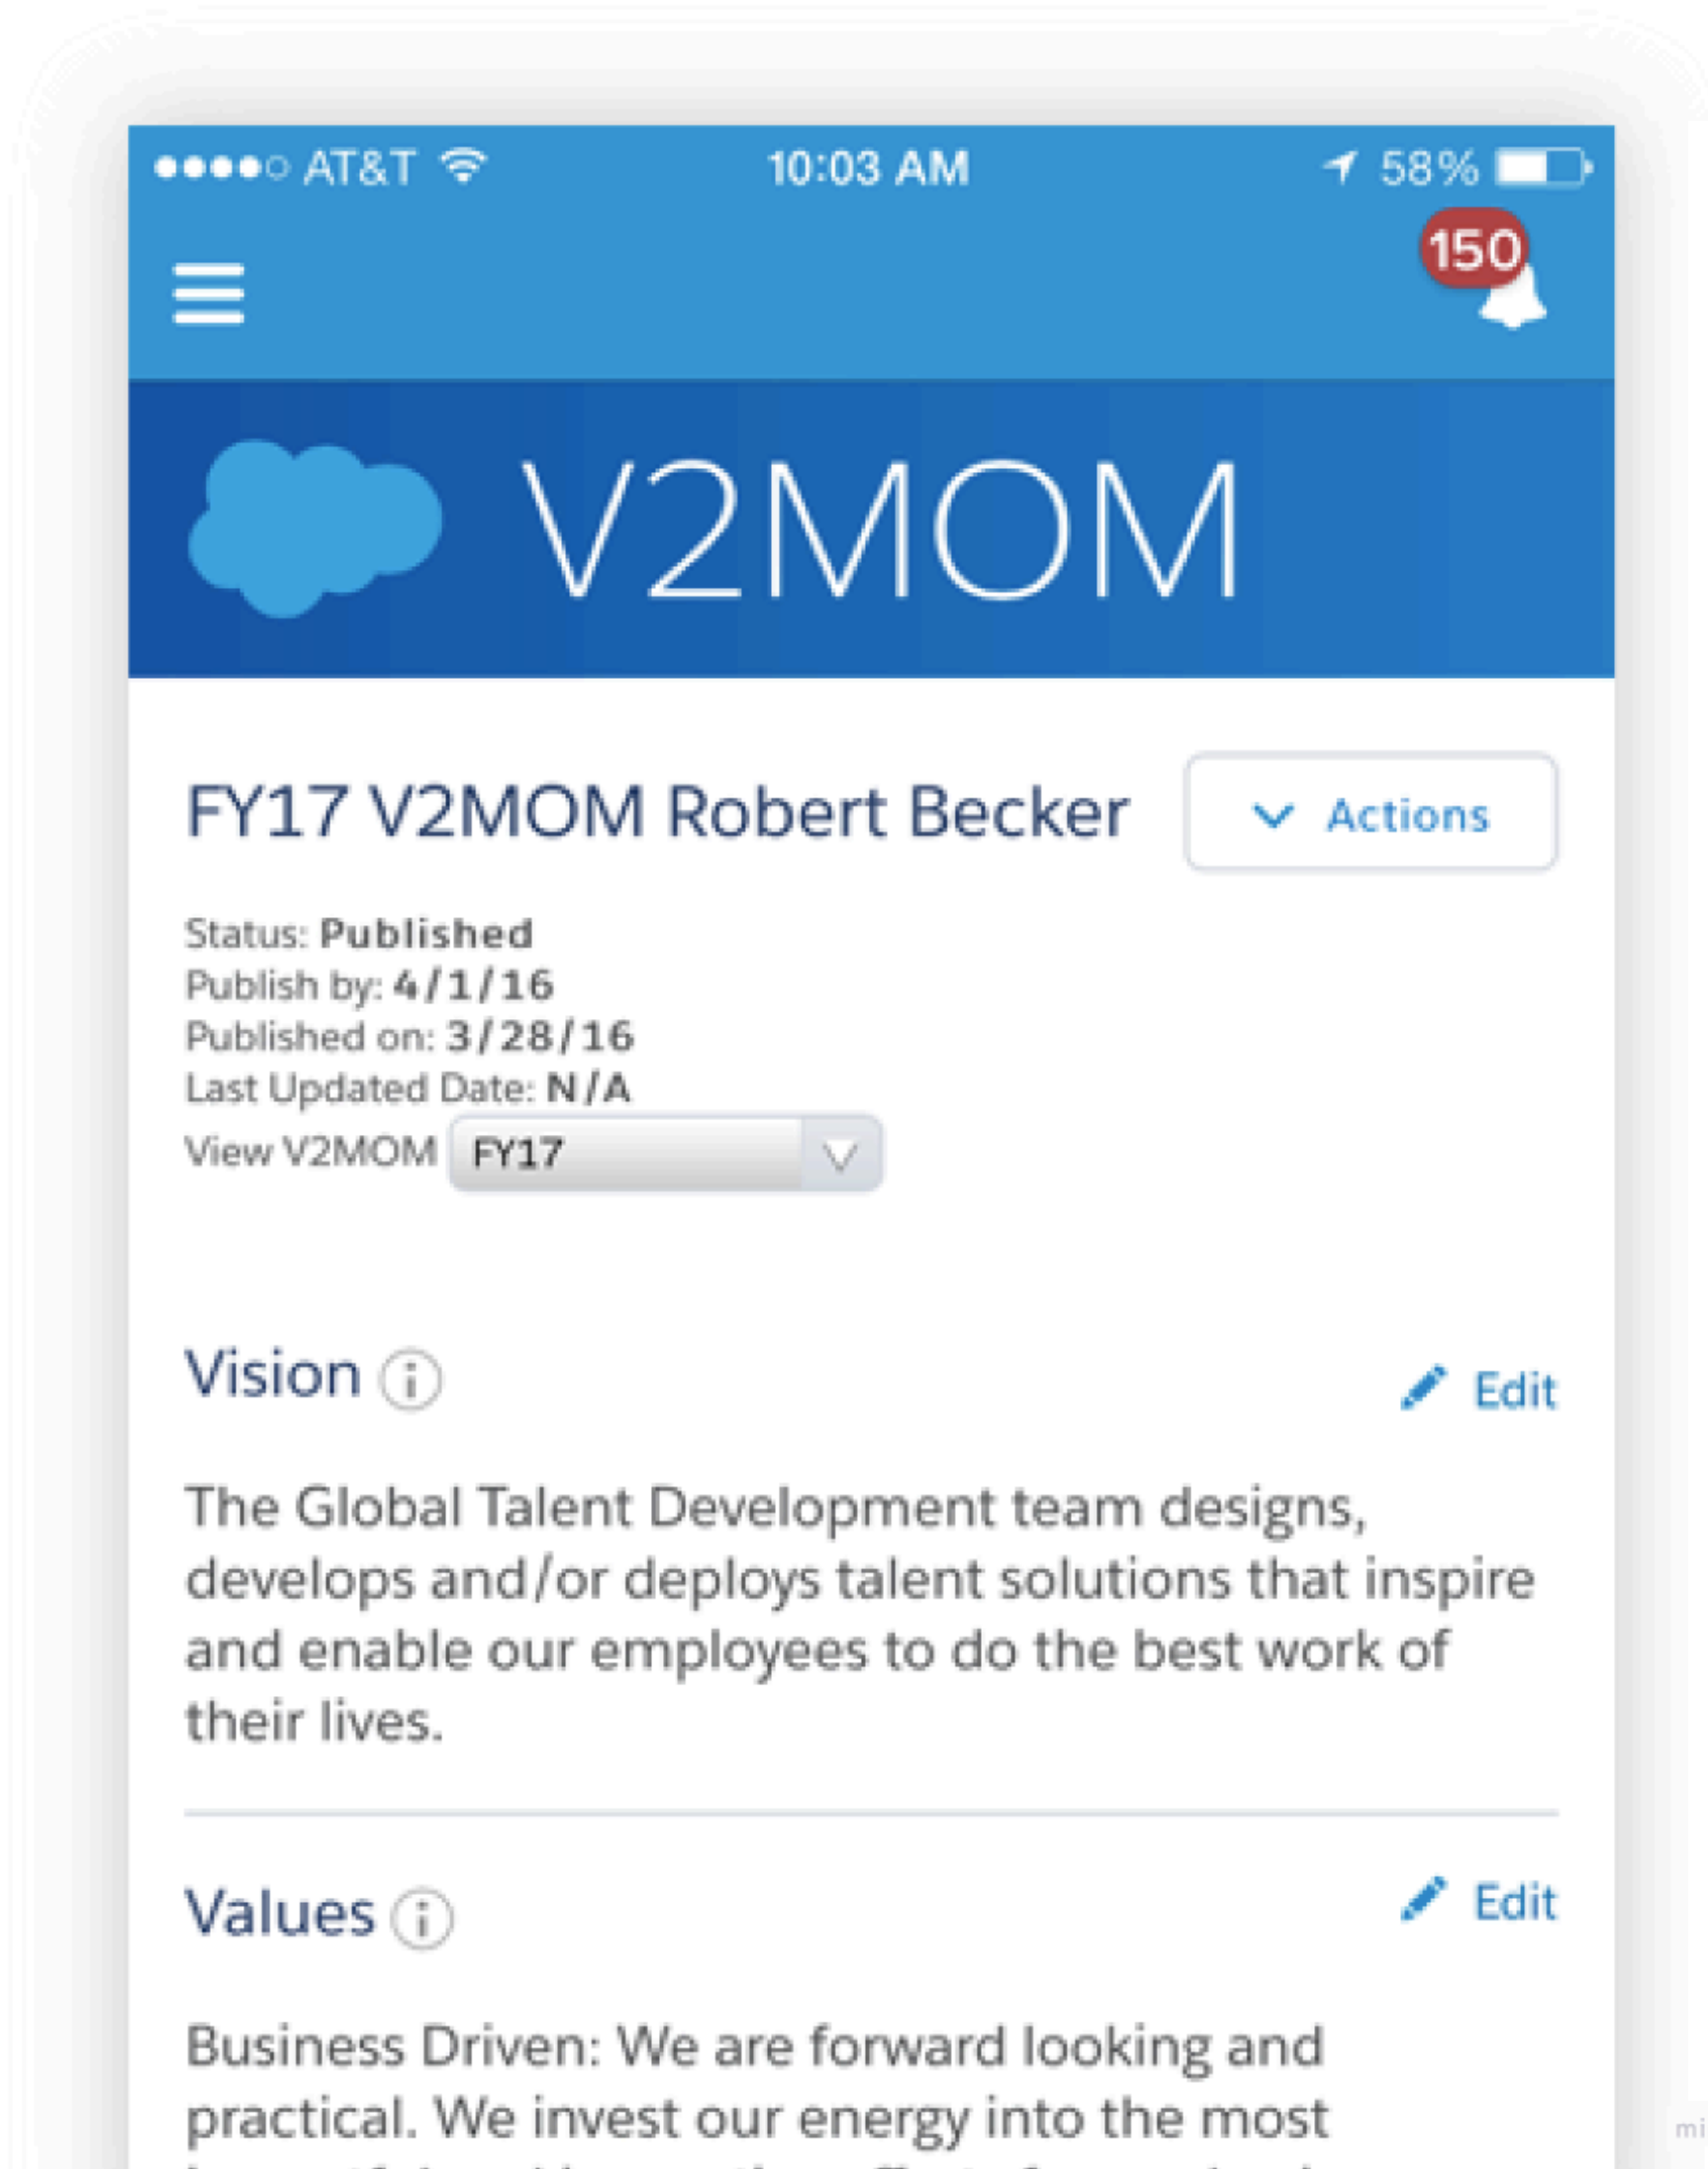 AT&T 10:03 AM 58%
150
V2MOM
FY17 V2MOM Robert Becker
Actions
Status: Published
Publish by: 4/1/16
Published on: 3/28/16
Last Updated Date: N/A
View V2MOM FY17
Vision
Edit
The Global Talent Development team designs,
develops and/or deploys talent solutions that inspire
and enable our employees to do the best work of
their lives.
Values
Edit
Business Driven: We are forward looking and
practical. We invest our energy into the most
mi